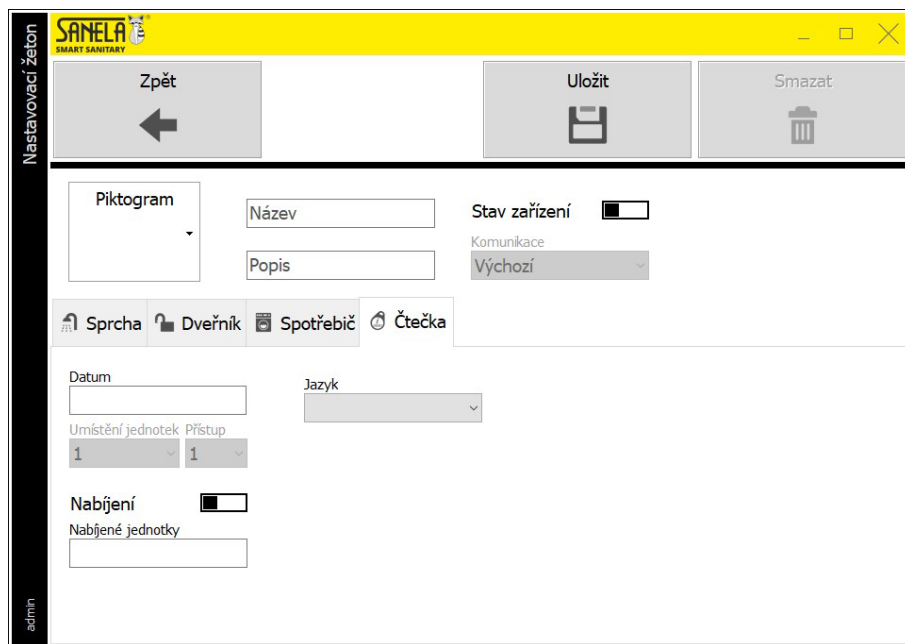 Nastavovací žeton
SANELA
SMART SANITARY
Zpět
Uložit
Smazat
Piktogram
Název
Stav zařízení
Komunikace
Popis
Výchozí
Sprcha
Dveřník
Spotřebič
Čtečka
Datum
Jazyk
Umístění jednotek
Přístup
1
1
Nabíjení
Nabíjené jednotky
admin